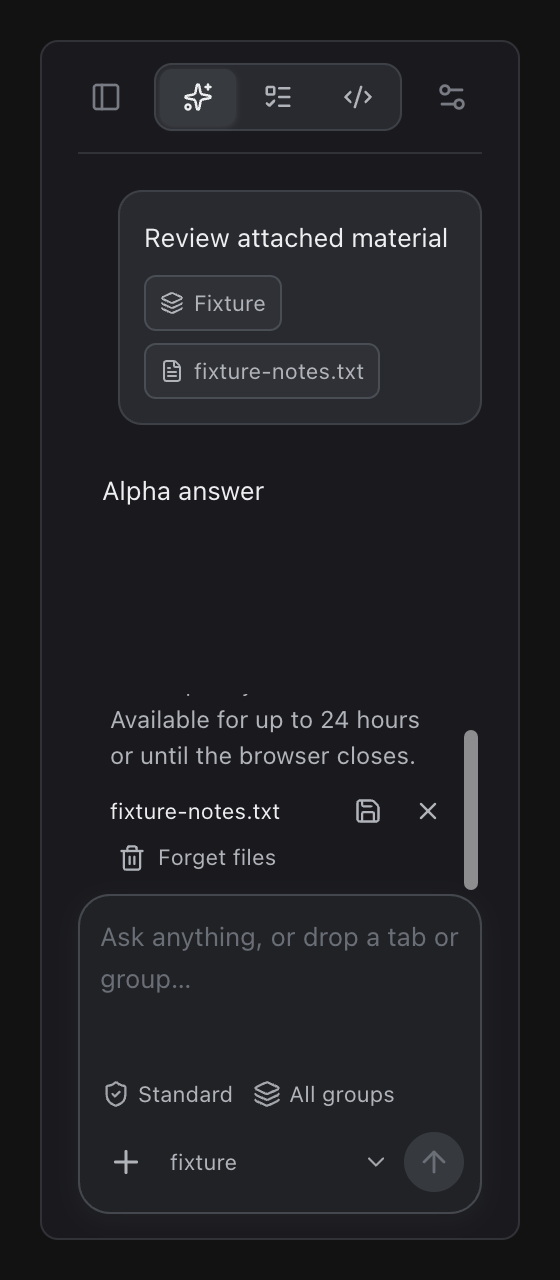 Review attached material
Fixture
fixture-notes.txt
Alpha answer
Available for up to 24 hours
or until the browser closes.
fixture-notes.txt
Forget files
Ask anything, or drop a tab or
group...
Standard
All groups
fixture